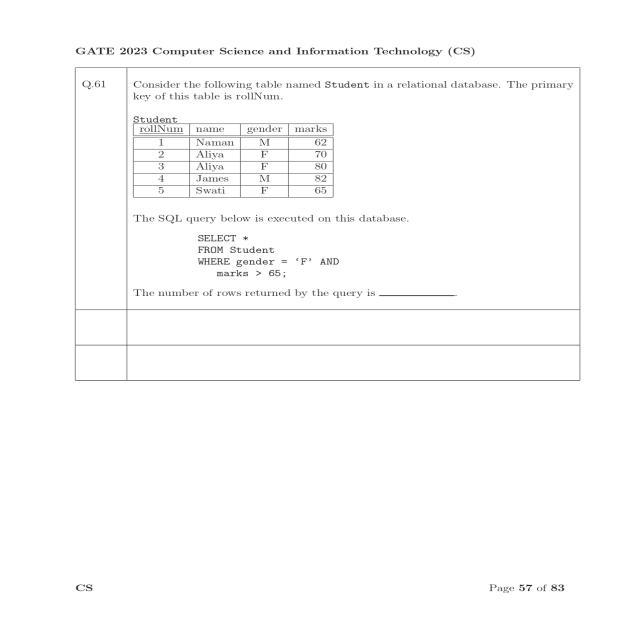 GATE 2023 Computer Science and Information Technology (CS)
Q.61 Consider the following table named Student in a relational database. The primary
key of this table is rollNum.
Student
rollNum name gender marks
1 Naman M 62
2 Aliya F 70
3 Aliya F 80
4 James M 82
5 Swati F 65
The SQL query below is executed on this database.
SELECT *
FROM Student
WHERE gender = ‘F’ AND
marks > 65;
The number of rows returned by the query is ____________.
CS Page 57 of 83